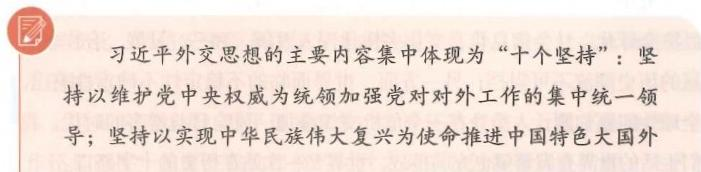 习近平外交思想的主要内容集中体现为“十个坚持”：坚
持以维护党中央权威为统领加强党对对外工作的集中统一领
导；坚持以实现中华民族伟大复兴为使命推进中国特色大国外